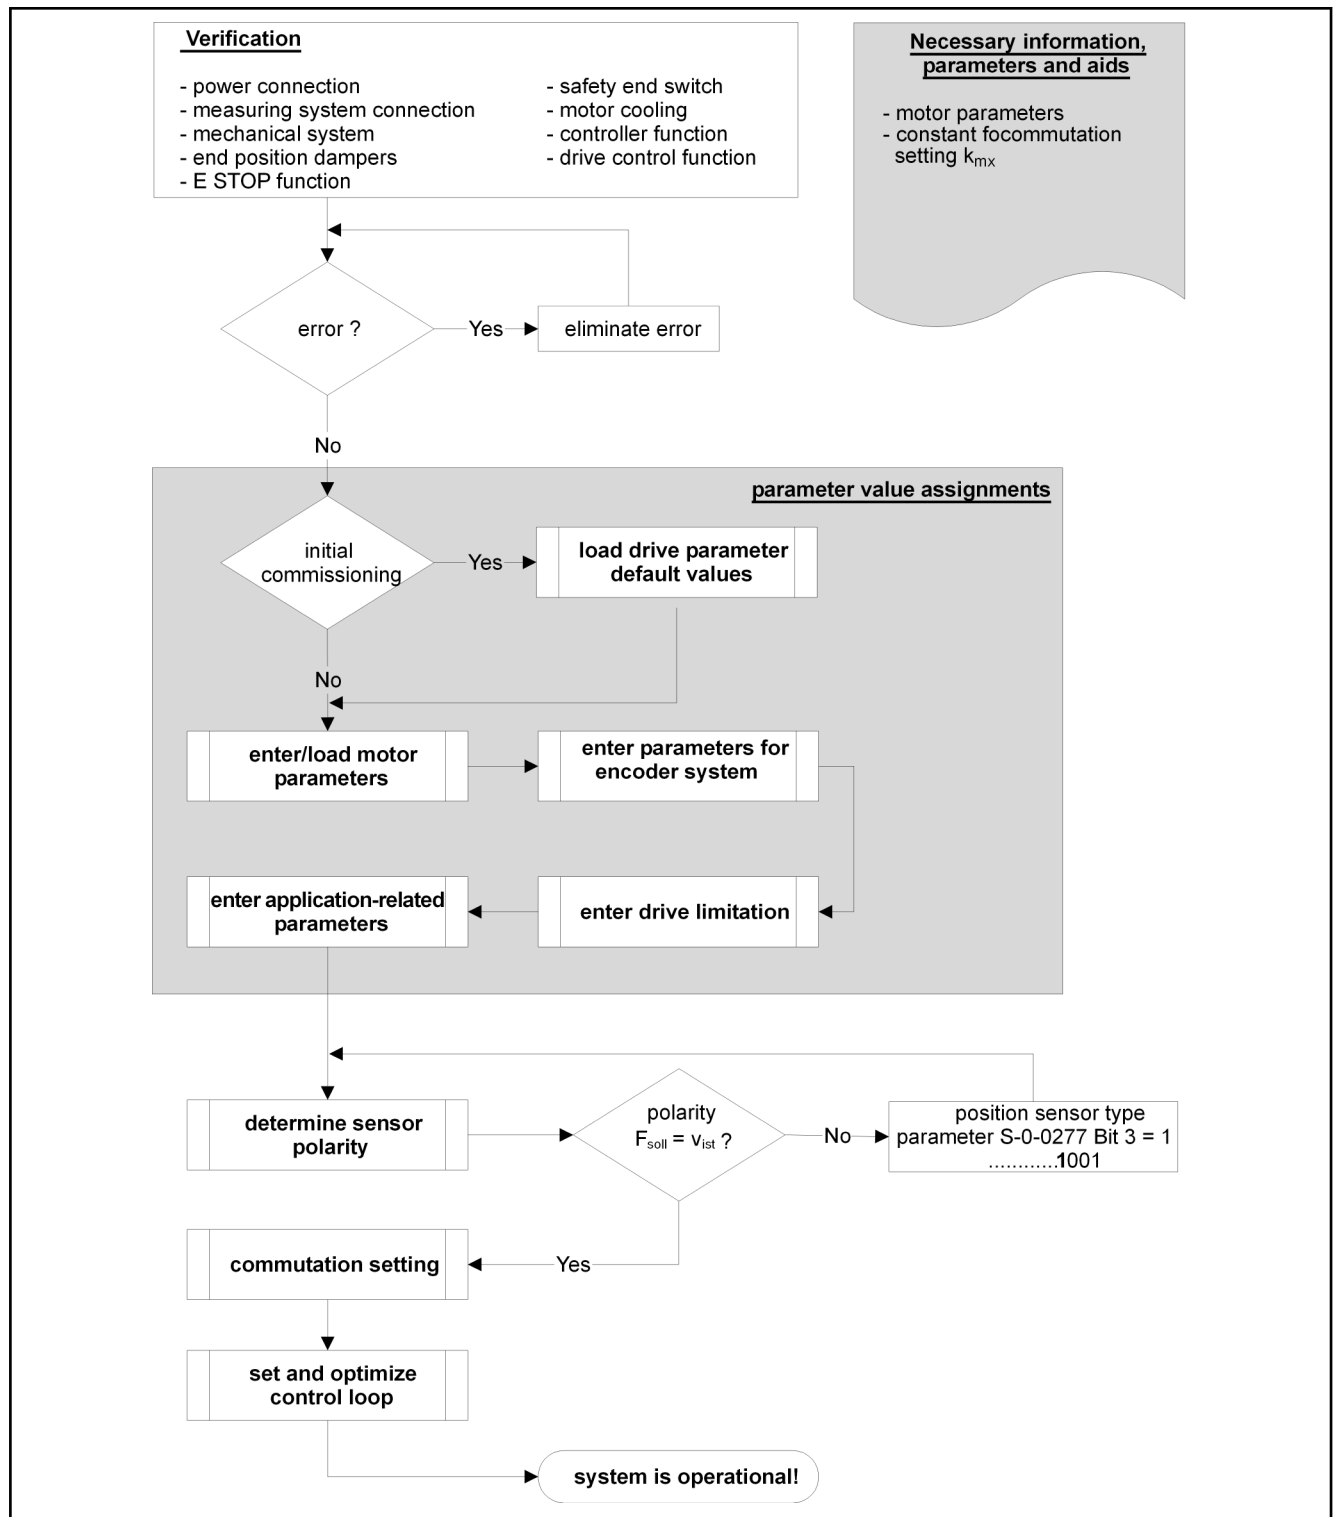 Verification
- power connection
- measuring system connection
- mechanical system
- end position dampers
- E STOP function
- safety end switch
- motor cooling
- controller function
- drive control function
Necessary information,
parameters and aids
- motor parameters
- constant focommutation
setting kmx
error ?
Yes
eliminate error
No
parameter value assignments
initial
commissioning
Yes
load drive parameter
default values
No
enter/load motor
parameters
enter parameters for
encoder system
enter application-related
parameters
enter drive limitation
determine sensor
polarity
polarity
Fsoll = vist ?
No
position sensor type
parameter S-0-0277 Bit 3 = 1
............1001
commutation setting
Yes
set and optimize
control loop
system is operational!